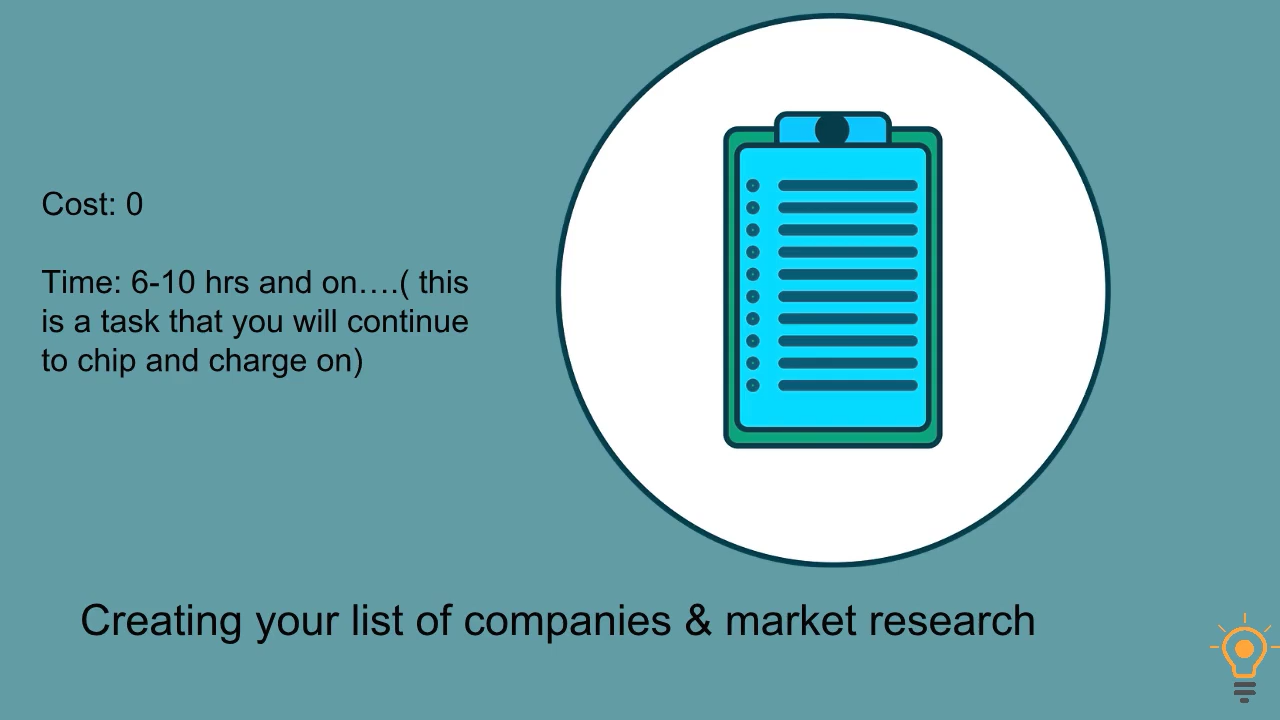 Cost: 0
Time: 6-10 hrs and on….( this
is a task that you will continue
to chip and charge on)
Creating your list of companies & market research